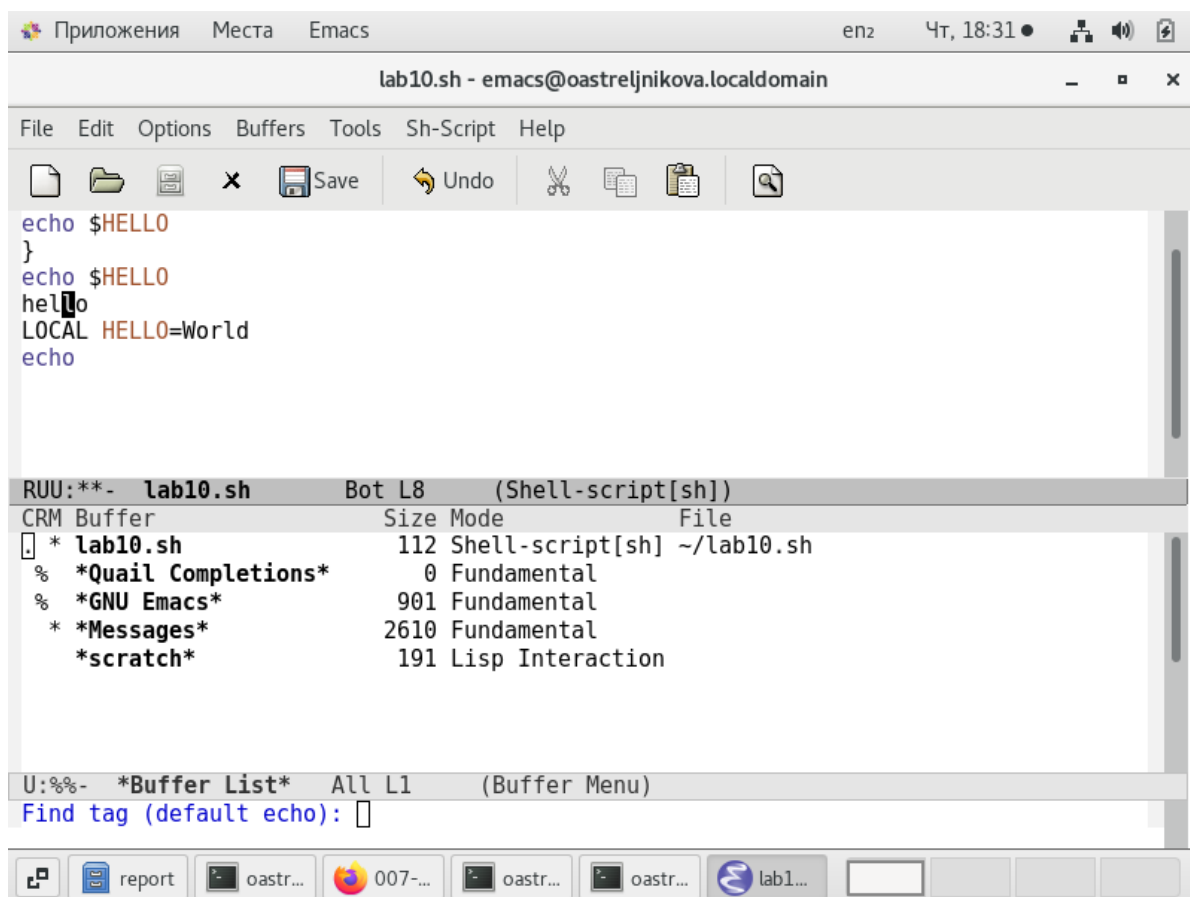 Приложения Места Emacs en2 Чт, 18:31
lab10.sh - emacs@oastreljnikova.localdomain
File Edit Options Buffers Tools Sh-Script Help
Save Undo
echo $HELLO
}
echo $HELLO
hello
LOCAL HELLO=World
echo
RUU:**- lab10.sh Bot L8 (Shell-script[sh])
CRM Buffer Size Mode File
. * lab10.sh 112 Shell-script[sh] ~/lab10.sh
% *Quail Completions* 0 Fundamental
% *GNU Emacs* 901 Fundamental
* *Messages* 2610 Fundamental
*scratch* 191 Lisp Interaction
U:%%- *Buffer List* All L1 (Buffer Menu)
Find tag (default echo):
report oastr... 007-... oastr... oastr... lab1...